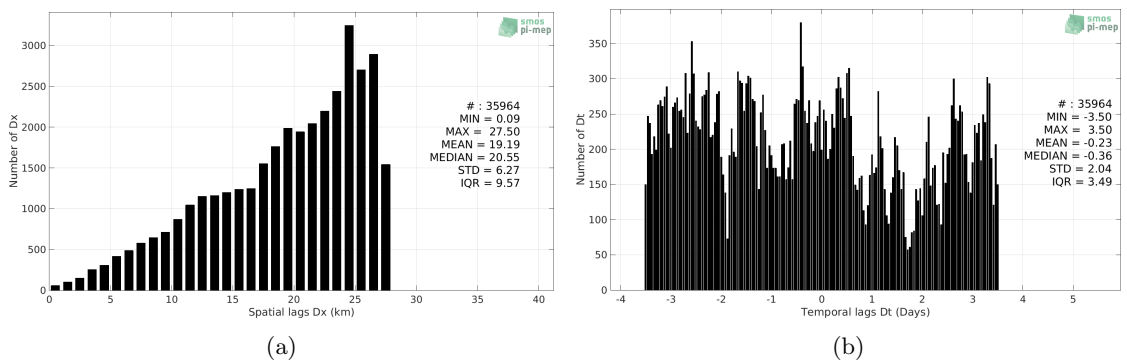 smos
pi-mep
3000
2500
2000
1500
1000
500
0
Number of Dx
# : 35964
MIN = 0.09
MAX = 27.50
MEAN = 19.19
MEDIAN = 20.55
STD = 6.27
IQR = 9.57
0 5 10 15 20 25 30 35 40
Spatial lags Dx (km)
(a)
smos
pi-mep
350
300
250
200
150
100
50
0
Number of Dt
# : 35964
MIN = -3.50
MAX = 3.50
MEAN = -0.23
MEDIAN = -0.36
STD = 2.04
IQR = 3.49
-4 -3 -2 -1 0 1 2 3 4 5
Temporal lags Dt (Days)
(b)